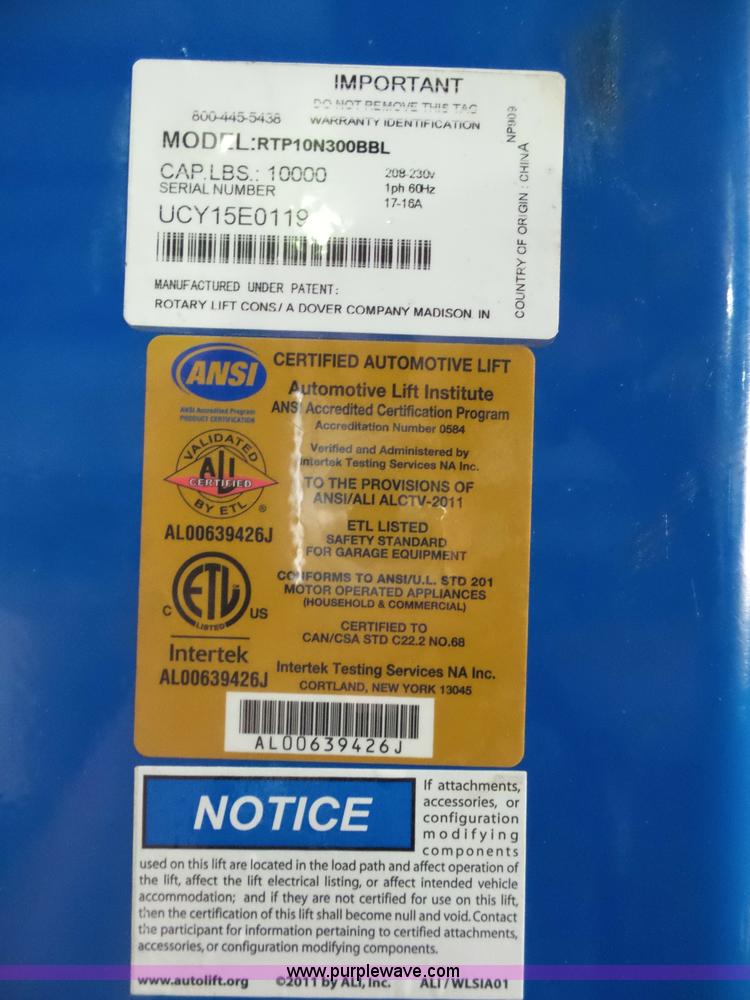 IMPORTANT
DO NOT REMOVE THIS TAG
800-445-5438 WARRANTY IDENTIFICATION
MODEL:RTP10N300BBL
CAP.LBS.: 10000 208-230v
SERIAL NUMBER 1ph 60Hz
17-16A
UCY15E0119
MANUFACTURED UNDER PATENT:
ROTARY LIFT CONS/ A DOVER COMPANY MADISON. IN
COUNTRY OF ORIGIN : CHINA
NP909
ANSI
ANSI Accredited Program
PRODUCT CERTIFICATION
CERTIFIED AUTOMOTIVE LIFT
Automotive Lift Institute
ANSI Accredited Certification Program
Accreditation Number 0584
Verified and Administered by
Intertek Testing Services NA Inc.
VALIDATED
ALI
CERTIFIED
BY ETL ®
AL00639426J
TO THE PROVISIONS OF
ANSI/ALI ALCTV-2011
ETL LISTED
SAFETY STANDARD
FOR GARAGE EQUIPMENT
C ETL US
LISTED
Intertek
AL00639426J
CONFORMS TO ANSI/U.L. STD 201
MOTOR OPERATED APPLIANCES
(HOUSEHOLD & COMMERCIAL)
CERTIFIED TO
CAN/CSA STD C22.2 NO.68
Intertek Testing Services NA Inc.
CORTLAND, NEW YORK 13045
AL00639426J
NOTICE
If attachments,
accessories, or
configuration
modifying
components
used on this lift are located in the load path and affect operation of
the lift, affect the lift electrical listing, or affect intended vehicle
accommodation; and if they are not certified for use on this lift,
then the certification of this lift shall become null and void. Contact
the participant for information pertaining to certified attachments,
accessories, or configuration modifying components.
www.autolift.org ©2011 by ALI, Inc. ALI / WLSIA01
www.purplewave.com